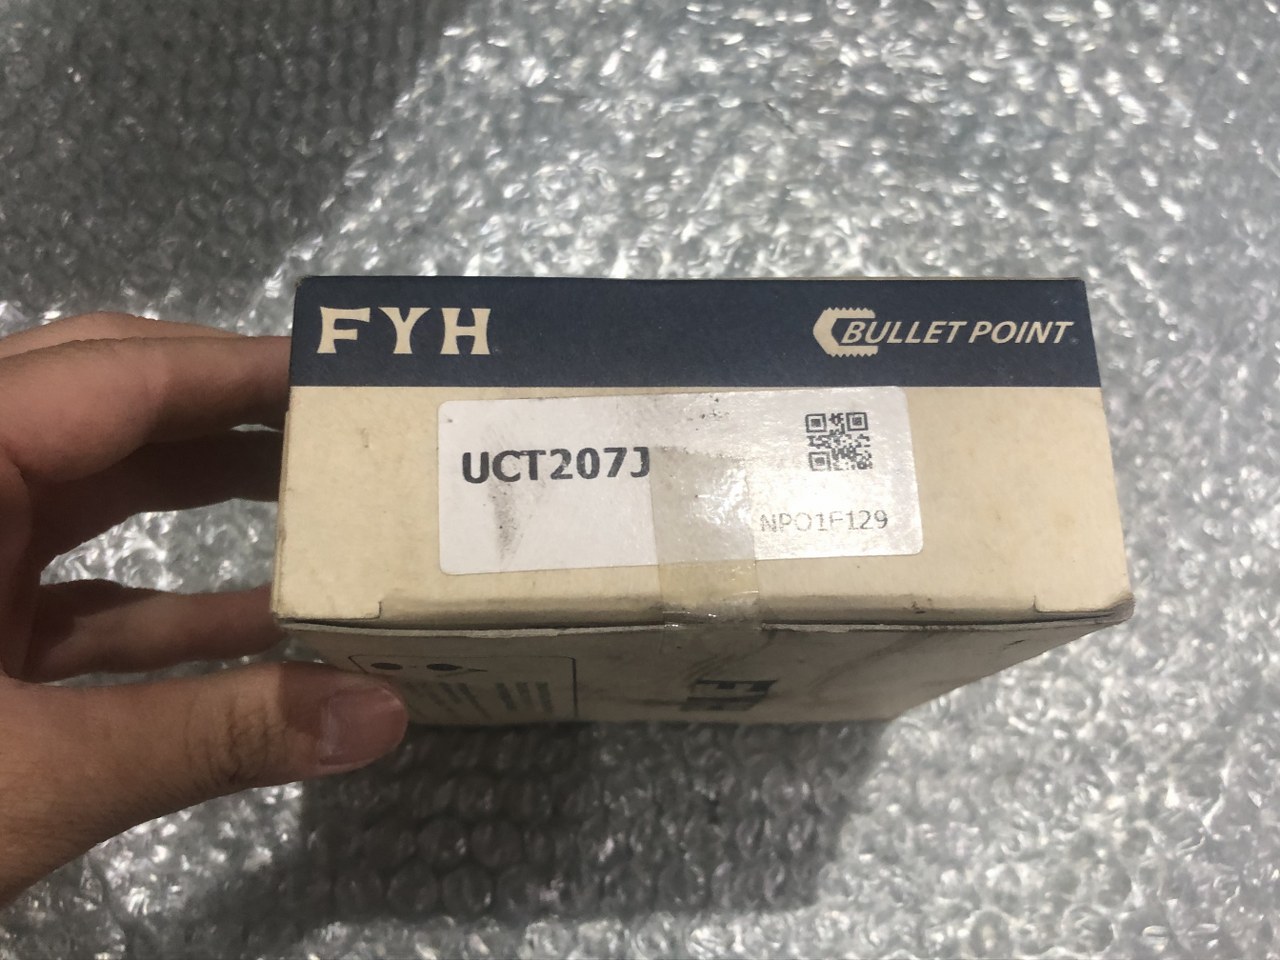 FYH
BULLET POINT
UCT207J
NPO1F129